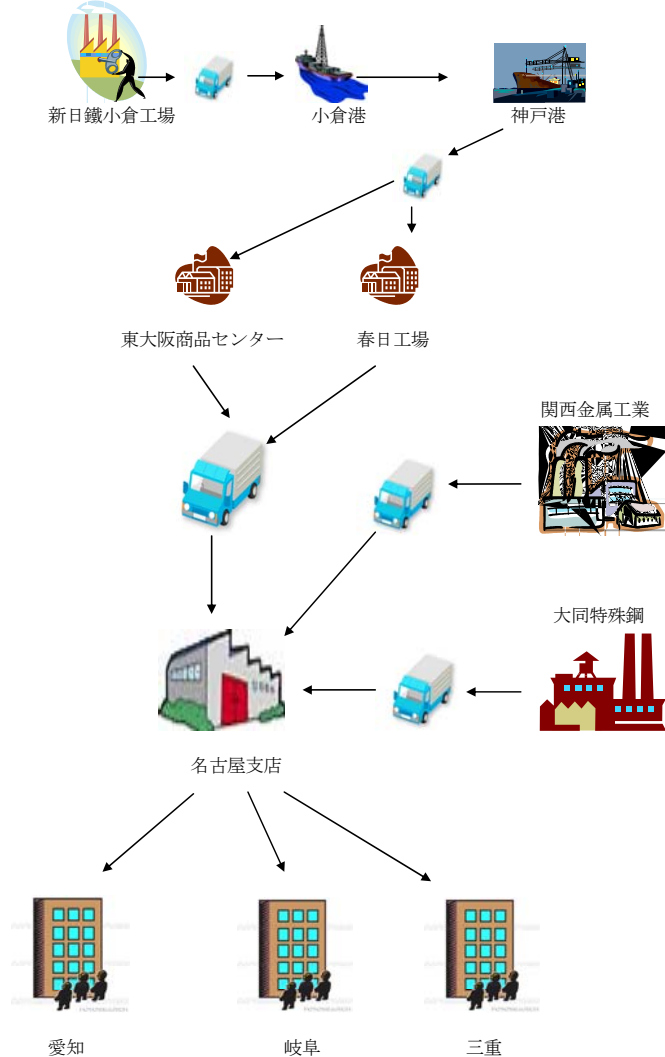 新日鐵小倉工場
小倉港
神戸港
東大阪商品センター
春日工場
関西金属工業
大同特殊鋼
名古屋支店
愛知
岐阜
三重